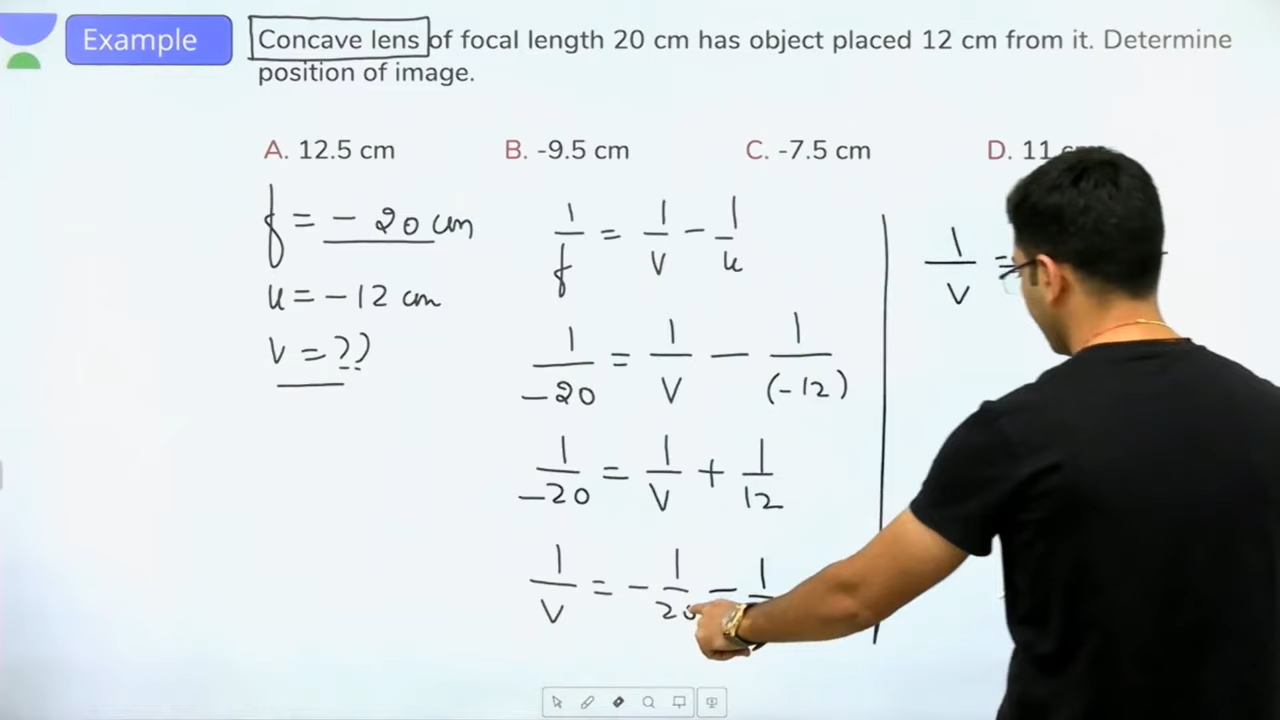 Example
Concave lens of focal length 20 cm has object placed 12 cm from it. Determine
position of image.
A. 12.5 cm B. -9.5 cm C. -7.5 cm D. 11
f = - 20 cm
u = - 12 cm
v = ??
1/f = 1/v - 1/u
1/-20 = 1/v - 1/(-12)
1/-20 = 1/v + 1/12
1/v = - 1/20 - 1/
1/v =